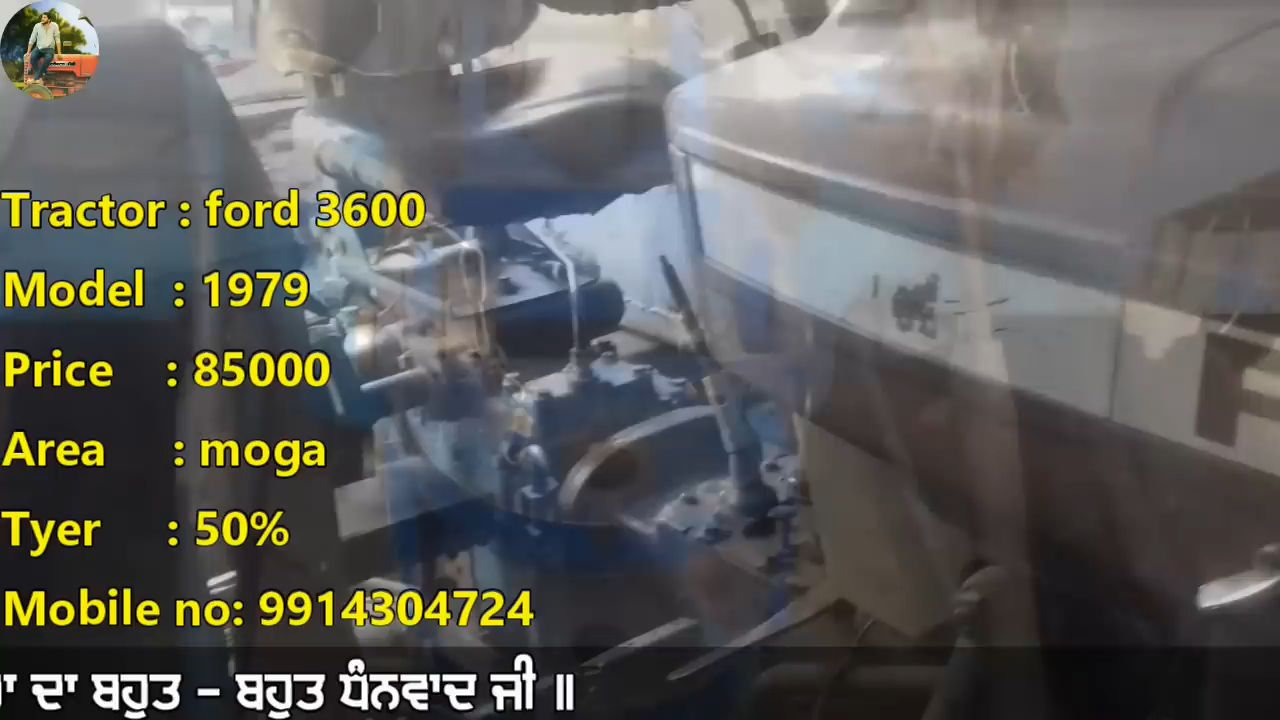 Tractor : ford 3600
Model : 1979
Price : 85000
Area : moga
Tyer : 50%
Mobile no: 9914304724
ਦਾ ਬਹੁਤ - ਬਹੁਤ ਧੰਨਵਾਦ ਜੀ ॥